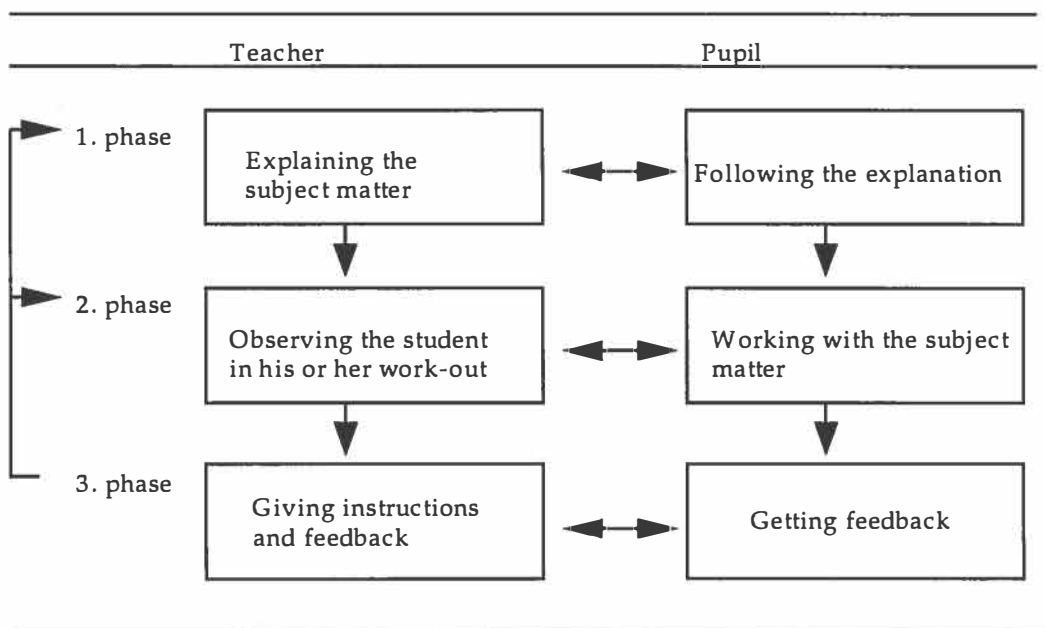 Teacher Pupil
1. phase
Explaining the
subject matter
Following the explanation
2. phase
Observing the student
in his or her work-out
Working with the subject
matter
3. phase
Giving instructions
and feedback
Getting feedback